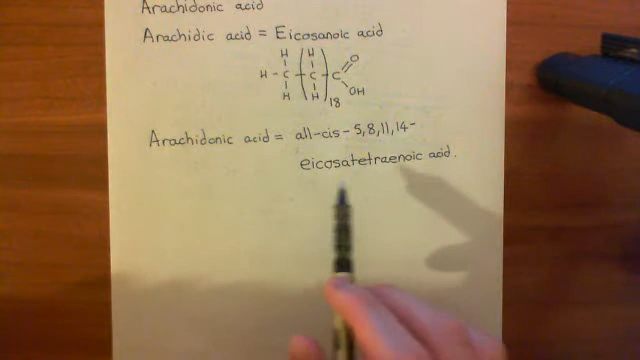 Arachidonic acid
Arachidic acid = Eicosanoic acid
H H O
H - C - C - C
H H OH
18
Arachidonic acid = all-cis-5,8,11,14-
eicosatetraenoic acid.